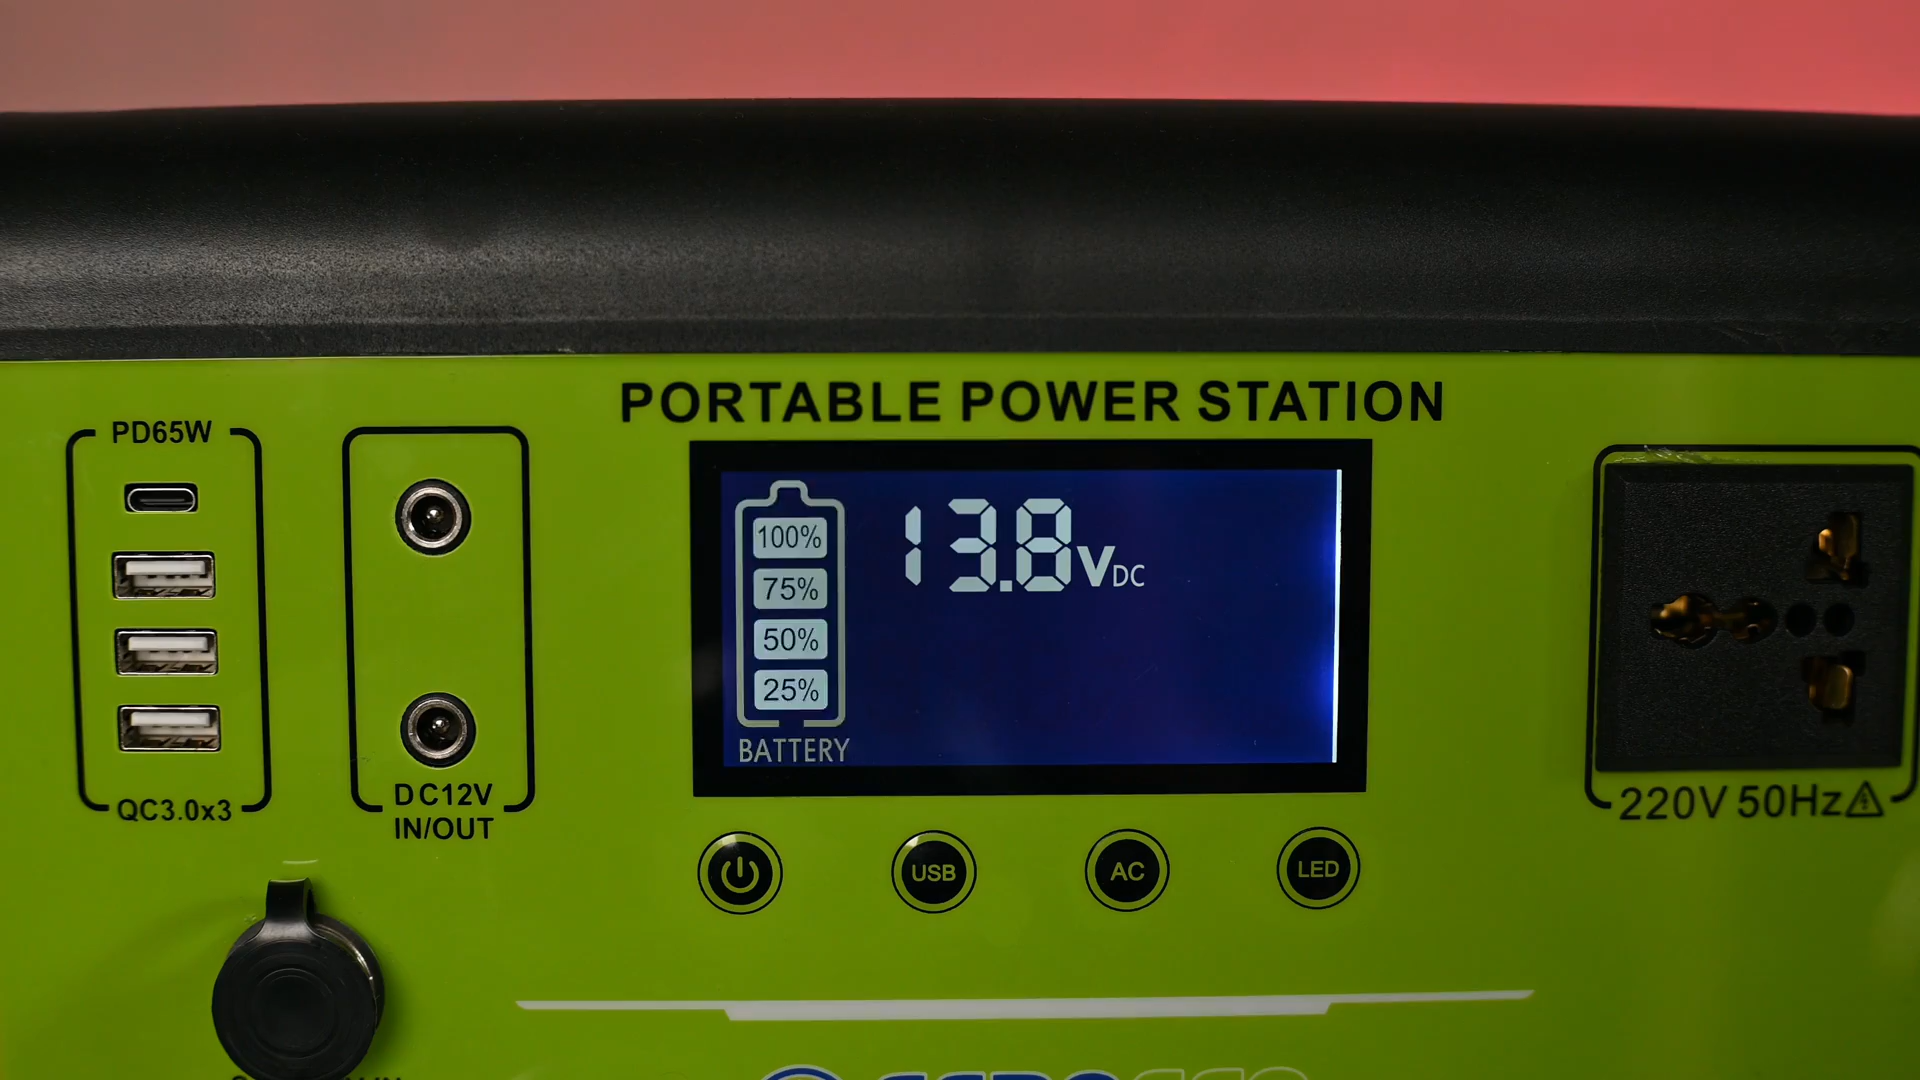 PORTABLE POWER STATION
PD65W
QC3.0x3
DC12V
IN/OUT
100%
75%
50%
25%
BATTERY
13.8VDC
220V 50Hz
USB
AC
LED